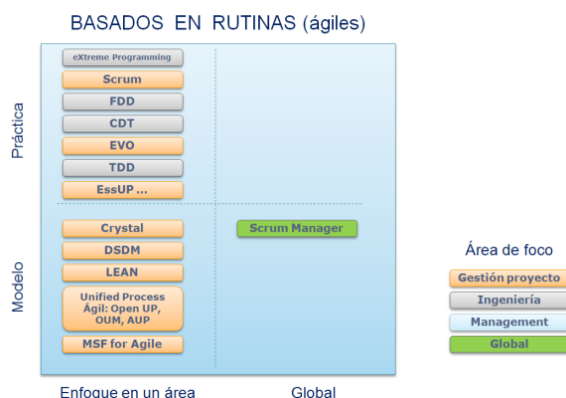 BASADOS EN RUTINAS (ágiles)
Práctica
eXtreme Programming
Scrum
FDD
CDT
EVO
TDD
EssUP ...
Modelo
Crystal
DSDM
LEAN
Unified Process
Ágil: Open UP,
OUM, AUP
MSF for Agile
Scrum Manager
Enfoque en un área
Global
Área de foco
Gestión proyecto
Ingeniería
Management
Global